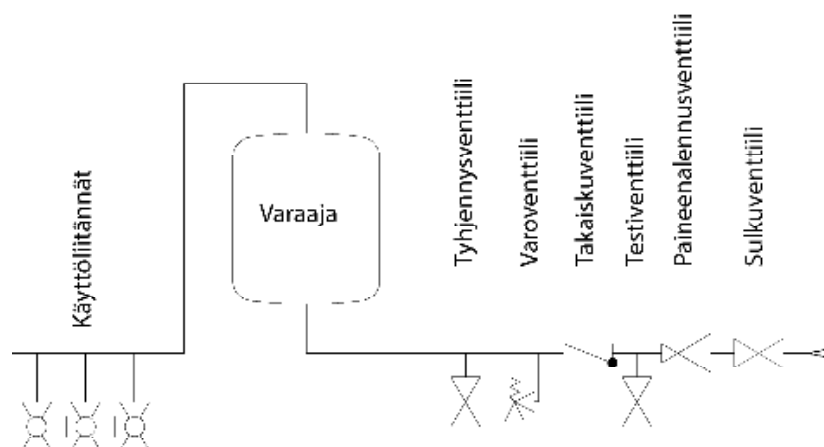 Käyttöliitännät
Varaaja
Tyhjennysventtiili
Varoventtiili
Takaiskuventtiili
Testiventtiili
Paineenalennusventtiili
Sulkuventtiili